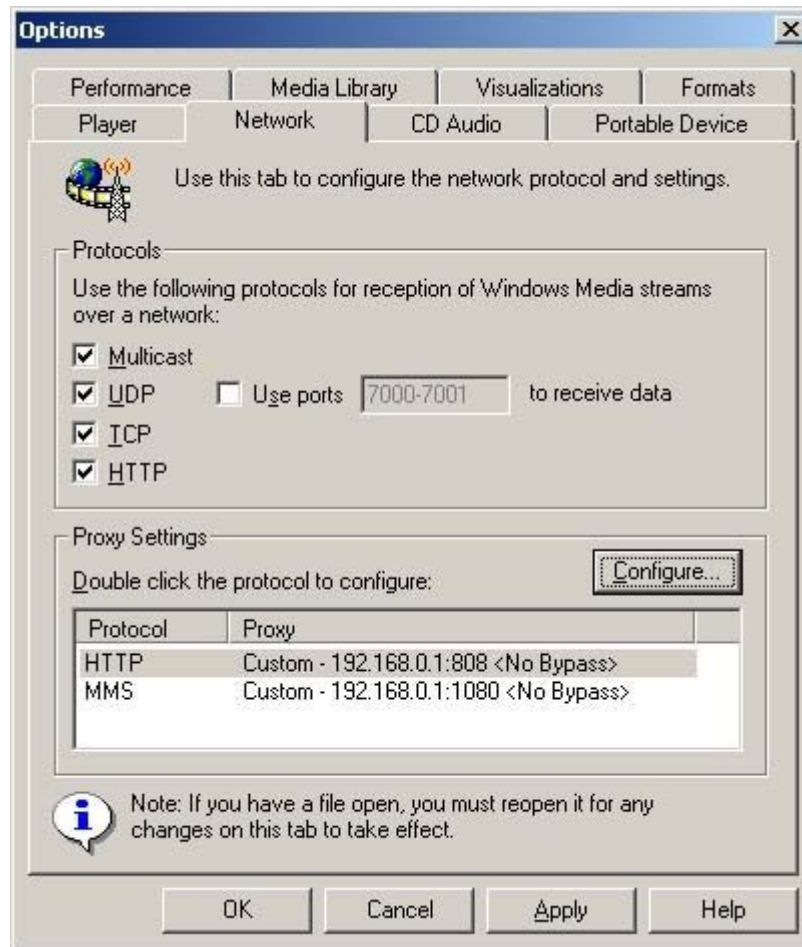 Options
Performance Media Library Visualizations Formats
Player Network CD Audio Portable Device
Use this tab to configure the network protocol and settings.
Protocols
Use the following protocols for reception of Windows Media streams
over a network:
Multicast
UDP Use ports 7000-7001 to receive data
TCP
HTTP
Proxy Settings
Double click the protocol to configure:
Configure...
Protocol Proxy
HTTP Custom - 192.168.0.1:808 <No Bypass>
MMS Custom - 192.168.0.1:1080 <No Bypass>
Note: If you have a file open, you must reopen it for any
changes on this tab to take effect.
OK Cancel Apply Help